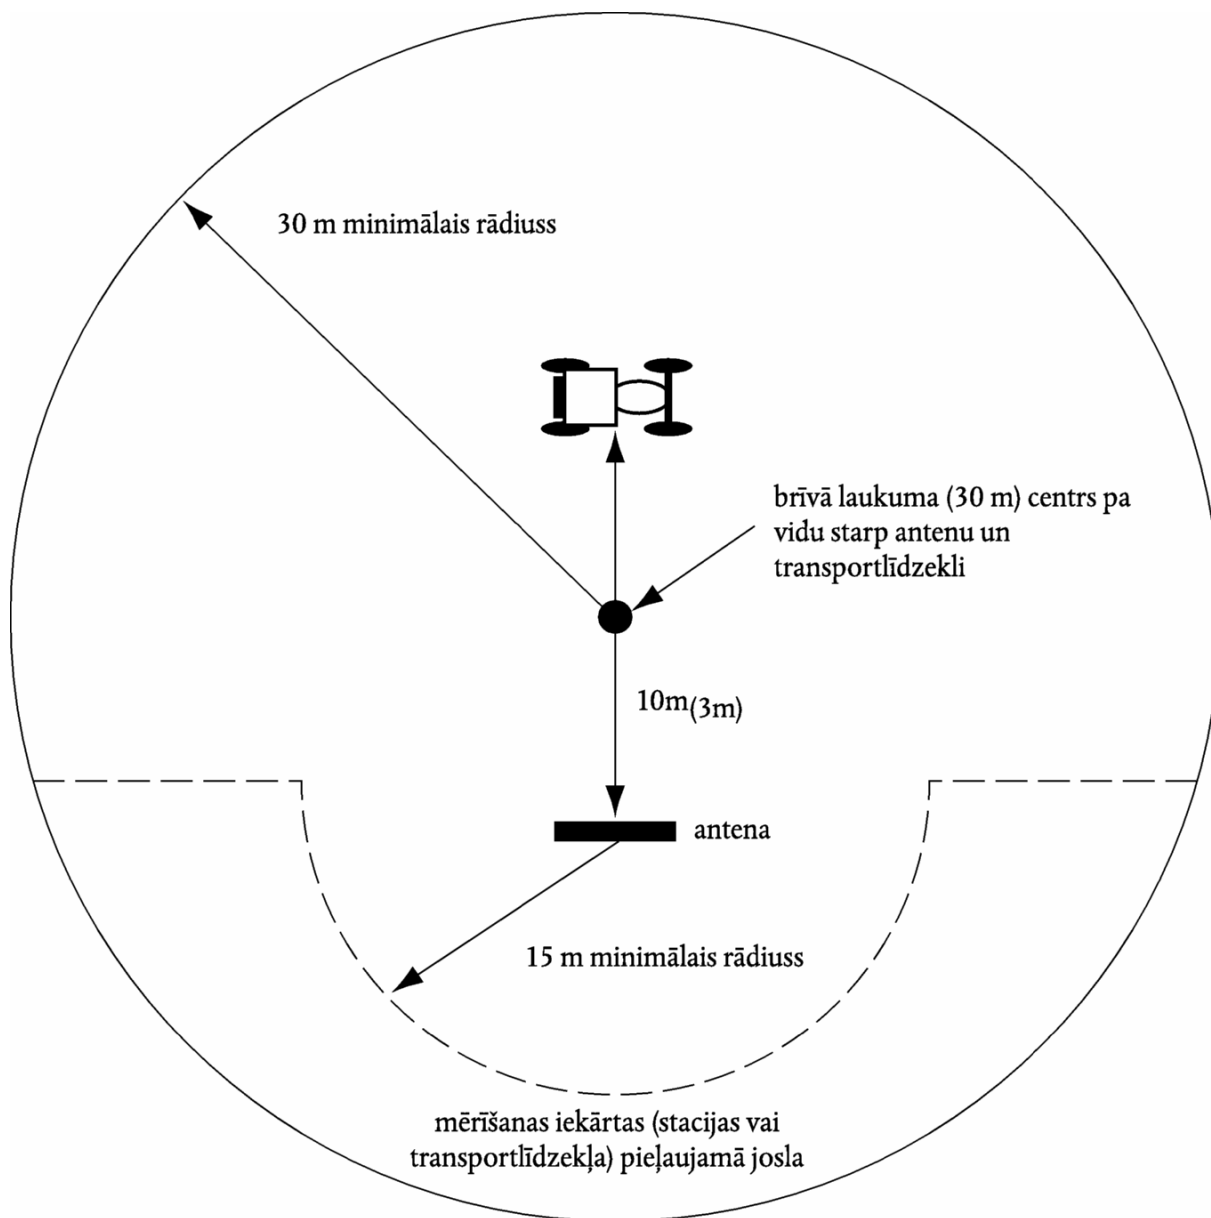 30 m minimālais rādiuss
brīvā laukuma (30 m) centrs pa
vidu starp antenu un
transportlīdzekli
10m(3m)
antena
15 m minimālais rādiuss
mērīšanas iekārtas (stacijas vai
transportlīdzekļa) pieļaujamā josla